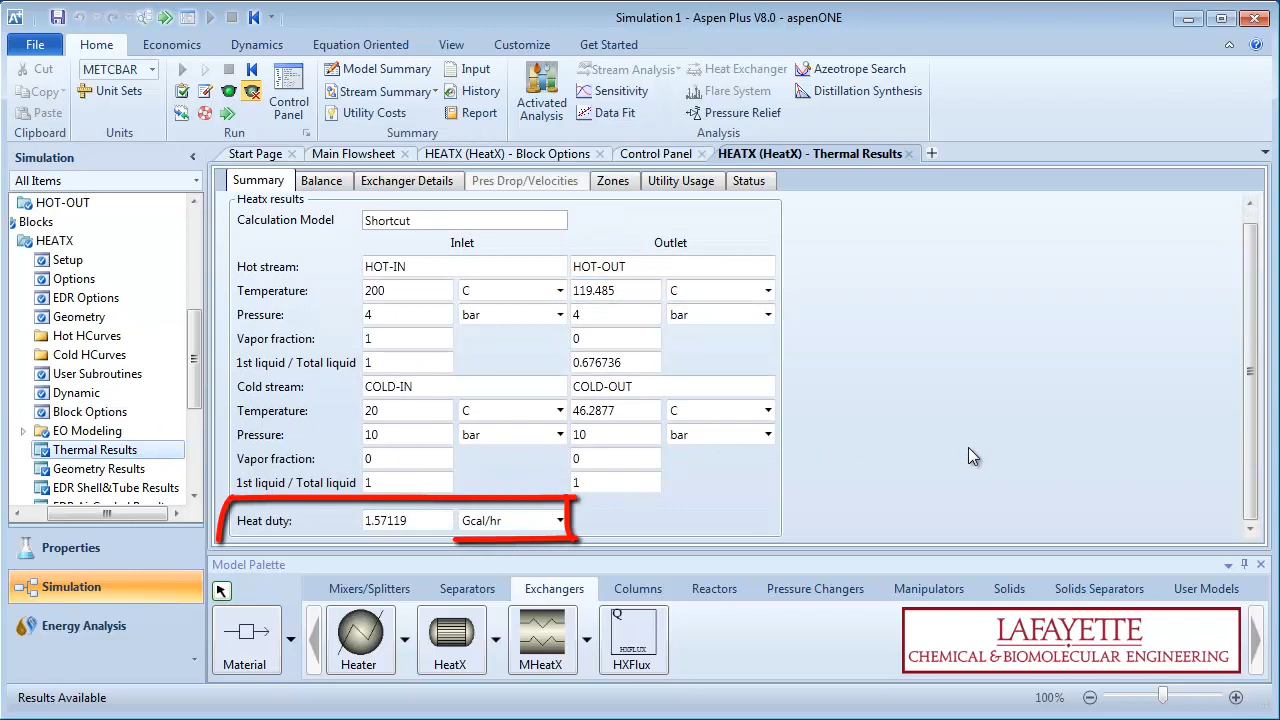 Simulation 1 - Aspen Plus V8.0 - aspenONE
File Home Economics Dynamics Equation Oriented View Customize Get Started
Cut METCBAR Model Summary Input Stream Analysis Heat Exchanger Azeotrope Search
Copy Unit Sets Stream Summary History Sensitivity Flare System Distillation Synthesis
Paste Control Panel Utility Costs Report Activated Analysis Data Fit Pressure Relief
Clipboard Units Run Summary Analysis
Simulation Start Page Main Flowsheet HEATX (HeatX) - Block Options Control Panel HEATX (HeatX) - Thermal Results
All Items Summary Balance Exchanger Details Pres Drop/Velocities Zones Utility Usage Status
HOT-OUT
Blocks
HEATX
Setup
Options
EDR Options
Geometry
Hot HCurves
Cold HCurves
User Subroutines
Dynamic
Block Options
EO Modeling
Thermal Results
Geometry Results
EDR Shell&Tube Results
Properties
Simulation
Energy Analysis
Heatx results
Calculation Model Shortcut
Inlet Outlet
Hot stream: HOT-IN HOT-OUT
Temperature: 200 C 119.485 C
Pressure: 4 bar 4 bar
Vapor fraction: 1 0
1st liquid / Total liquid 1 0.676736
Cold stream: COLD-IN COLD-OUT
Temperature: 20 C 46.2877 C
Pressure: 10 bar 10 bar
Vapor fraction: 0 0
1st liquid / Total liquid 1 1
Heat duty: 1.57119 Gcal/hr
Model Palette
Mixers/Splitters Separators Exchangers Columns Reactors Pressure Changers Manipulators Solids Solids Separators User Models
Q
HXFLUX
Material Heater HeatX MHeatX HXFlux
LAFAYETTE
CHEMICAL & BIOMOLECULAR ENGINEERING
Results Available 100%